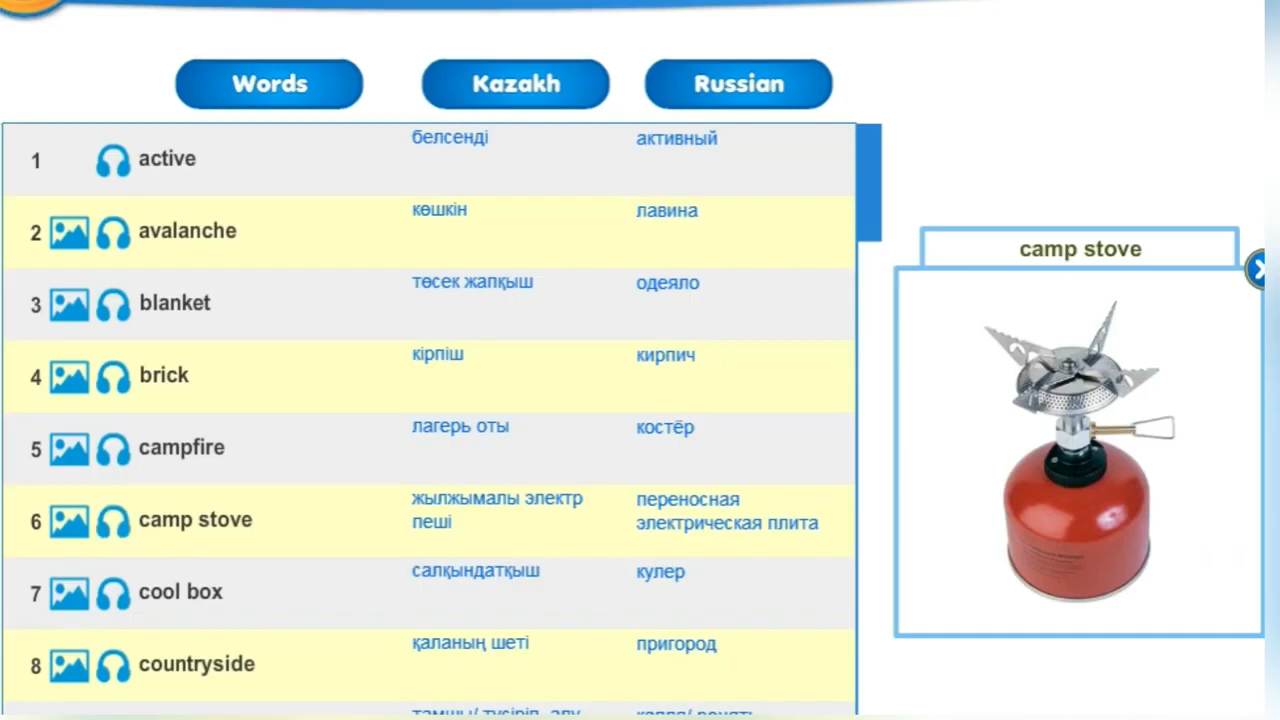 Words Kazakh Russian
1 active белсенді активный
2 avalanche көшкін лавина
3 blanket төсек жапқыш одеяло
4 brick кірпіш кирпич
5 campfire лагерь оты костёр
6 camp stove жылжымалы электр переносная
пеші электрическая плита
7 cool box салқындатқыш кулер
8 countryside қаланың шеті пригород
camp stove